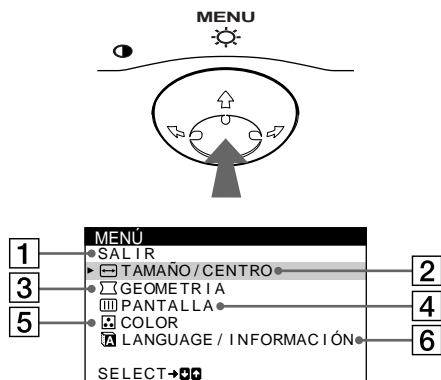 MENU
MENÚ
1 SALIR
TAMAÑO/CENTRO 2
3 GEOMETRIA
PANTALLA 4
5 COLOR
LANGUAGE/INFORMACIÓN 6
SELECT